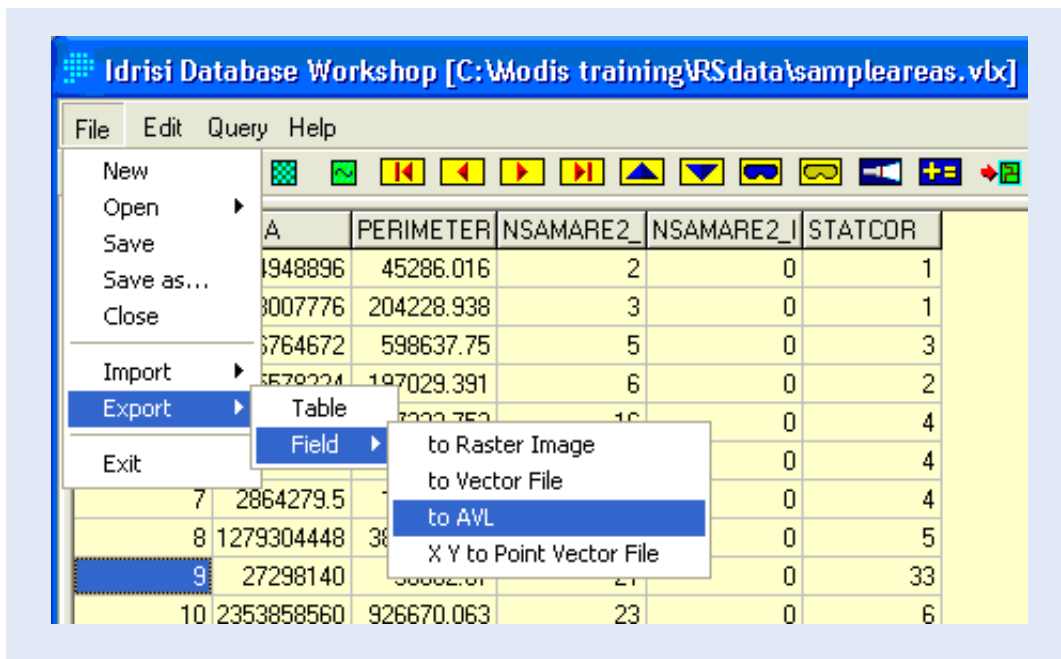 Idrisi Database Workshop [C:\Modis training\RSdata\sampleareas.vlx]
File Edit Query Help
New
Open
Save
Save as...
Close
Import
Export
Exit
Table
Field
to Raster Image
to Vector File
to AVL
X Y to Point Vector File
A PERIMETER NSAMARE2_ NSAMARE2_I STATCOR
45286.016 2 0 1
204228.938 3 0 1
598637.75 5 0 3
197029.391 6 0 2
0 4
0 4
7 2864279.5 0 4
8 1279304448 0 5
9 27298140 0 33
10 2353858560 926670.063 23 0 6